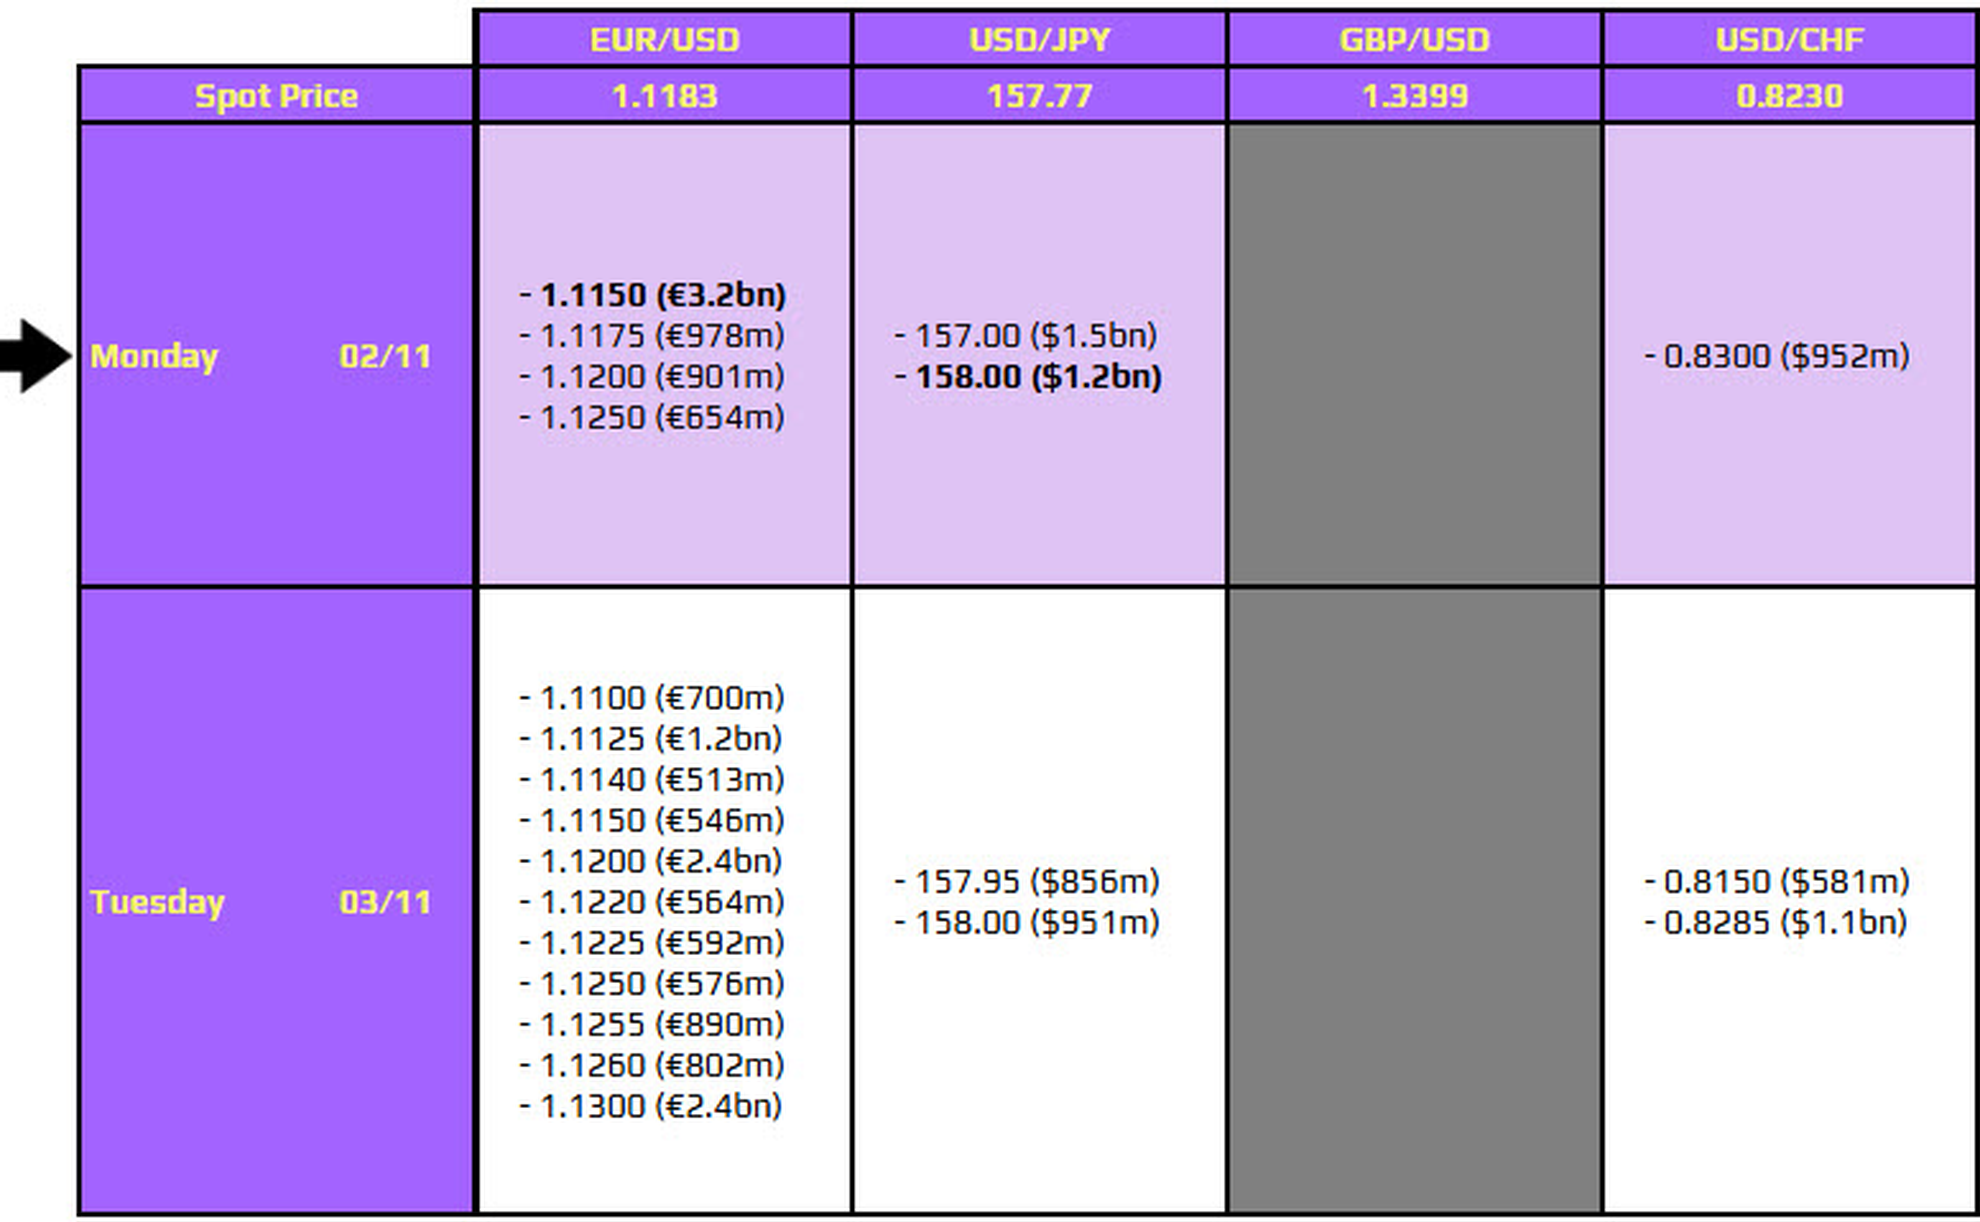 EUR/USD USD/JPY GBP/USD USD/CHF
Spot Price 1.1183 157.77 1.3399 0.8230
Monday 02/11
- 1.1150 (€3.2bn)
- 1.1175 (€978m)
- 1.1200 (€901m)
- 1.1250 (€654m)
- 157.00 ($1.5bn)
- 158.00 ($1.2bn)
- 0.8300 ($952m)
Tuesday 03/11
- 1.1100 (€700m)
- 1.1125 (€1.2bn)
- 1.1140 (€513m)
- 1.1150 (€546m)
- 1.1200 (€2.4bn)
- 1.1220 (€564m)
- 1.1225 (€592m)
- 1.1250 (€576m)
- 1.1255 (€890m)
- 1.1260 (€802m)
- 1.1300 (€2.4bn)
- 157.95 ($856m)
- 158.00 ($951m)
- 0.8150 ($581m)
- 0.8285 ($1.1bn)